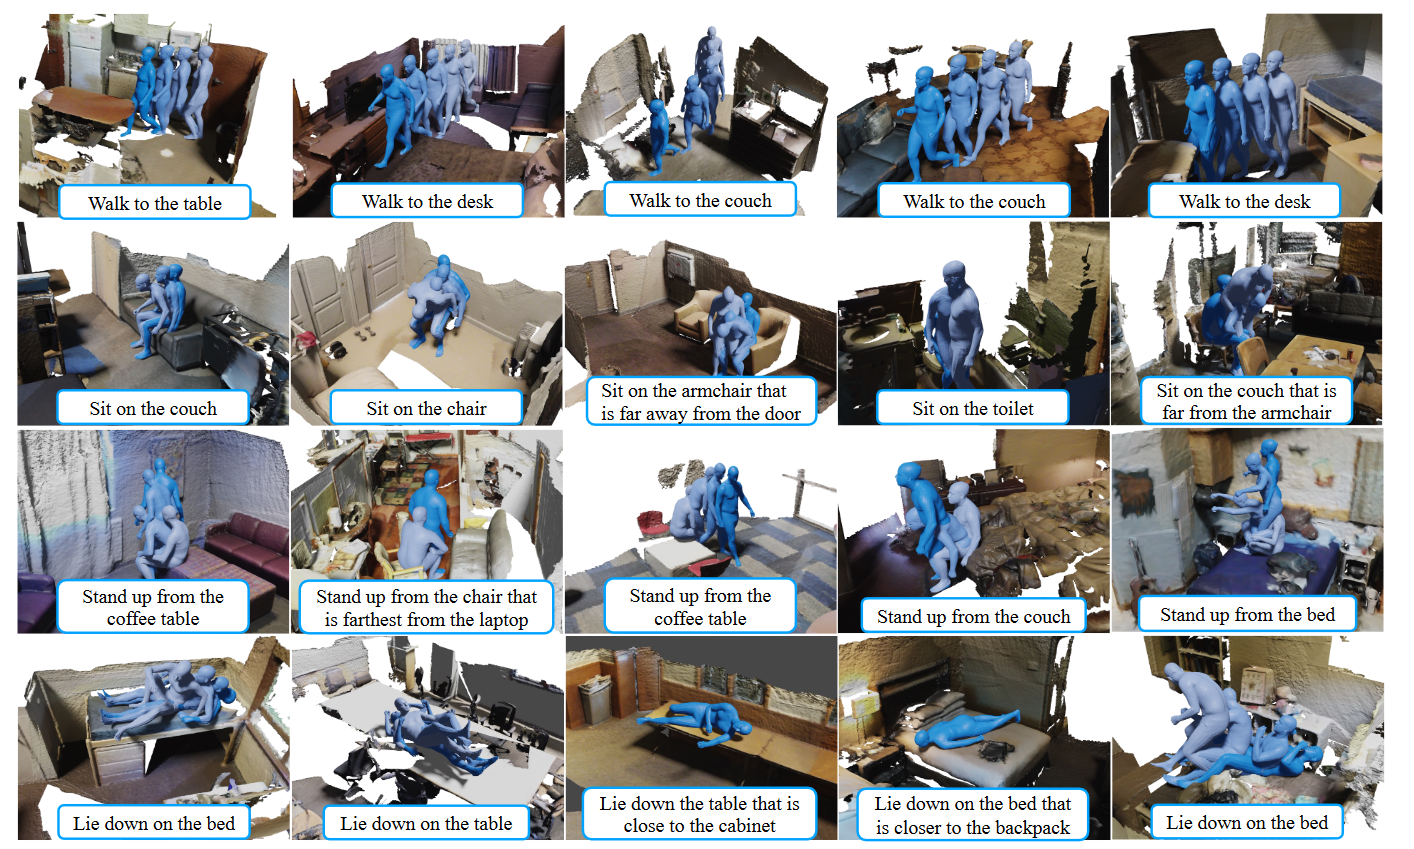 Walk to the table
Walk to the desk
Walk to the couch
Walk to the couch
Walk to the desk
Sit on the couch
Sit on the chair
Sit on the armchair that
is far away from the door
Sit on the toilet
Sit on the couch that is
far from the armchair
Stand up from the
coffee table
Stand up from the chair that
is farthest from the laptop
Stand up from the
coffee table
Stand up from the couch
Stand up from the bed
Lie down on the bed
Lie down on the table
Lie down the table that is
close to the cabinet
Lie down on the bed that
is closer to the backpack
Lie down on the bed